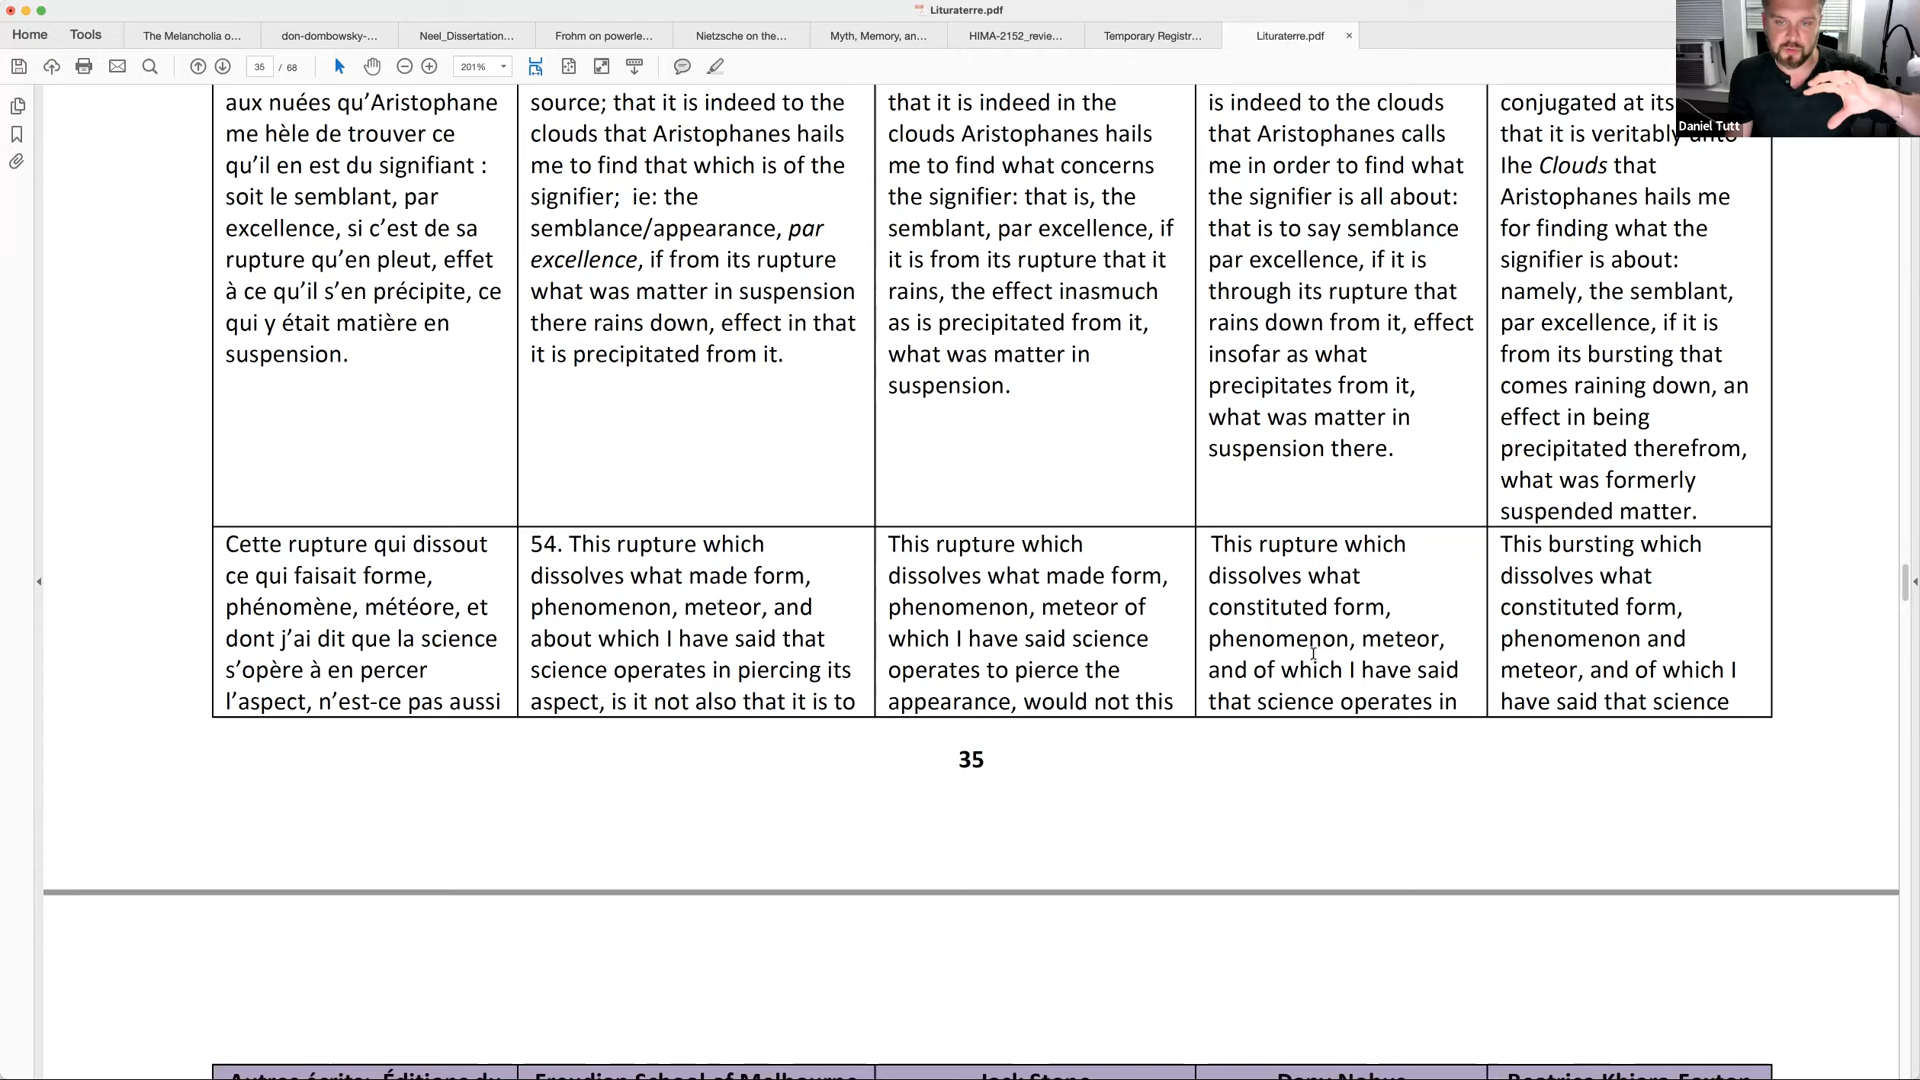 Lituraterre.pdf
Home
Tools
The Melancholia o...
don-dombowsky-...
Neel_Dissertation...
Frohm on powerle...
Nietzsche on the...
Myth, Memory, an...
HIMA-2152_revie...
Temporary Registr...
Lituraterre.pdf
35 / 68
201%
Daniel Tutt
aux nuées qu’Aristophane
me hèle de trouver ce
qu’il en est du signifiant :
soit le semblant, par
excellence, si c’est de sa
rupture qu’en pleut, effet
à ce qu’il s’en précipite, ce
qui y était matière en
suspension.
source; that it is indeed to the
clouds that Aristophanes hails
me to find that which is of the
signifier;  ie: the
semblance/appearance, par
excellence, if from its rupture
what was matter in suspension
there rains down, effect in that
it is precipitated from it.
that it is indeed in the
clouds Aristophanes hails
me to find what concerns
the signifier: that is, the
semblant, par excellence, if
it is from its rupture that it
rains, the effect inasmuch
as is precipitated from it,
what was matter in
suspension.
is indeed to the clouds
that Aristophanes calls
me in order to find what
the signifier is all about:
that is to say semblance
par excellence, if it is
through its rupture that
rains down from it, effect
insofar as what
precipitates from it,
what was matter in
suspension there.
conjugated at its
that it is veritably unto
Ihe Clouds that
Aristophanes hails me
for finding what the
signifier is about:
namely, the semblant,
par excellence, if it is
from its bursting that
comes raining down, an
effect in being
precipitated therefrom,
what was formerly
suspended matter.
Cette rupture qui dissout
ce qui faisait forme,
phénomène, météore, et
dont j’ai dit que la science
s’opère à en percer
l’aspect, n’est-ce pas aussi
54. This rupture which
dissolves what made form,
phenomenon, meteor, and
about which I have said that
science operates in piercing its
aspect, is it not also that it is to
This rupture which
dissolves what made form,
phenomenon, meteor of
which I have said science
operates to pierce the
appearance, would not this
This rupture which
dissolves what
constituted form,
phenomenon, meteor,
and of which I have said
that science operates in
This bursting which
dissolves what
constituted form,
phenomenon and
meteor, and of which I
have said that science
35
Autres écrits: Éditions du
Freudian School of Melbourne
Jack Stone
Dany Nobus
Beatrice Khiara-Foxton